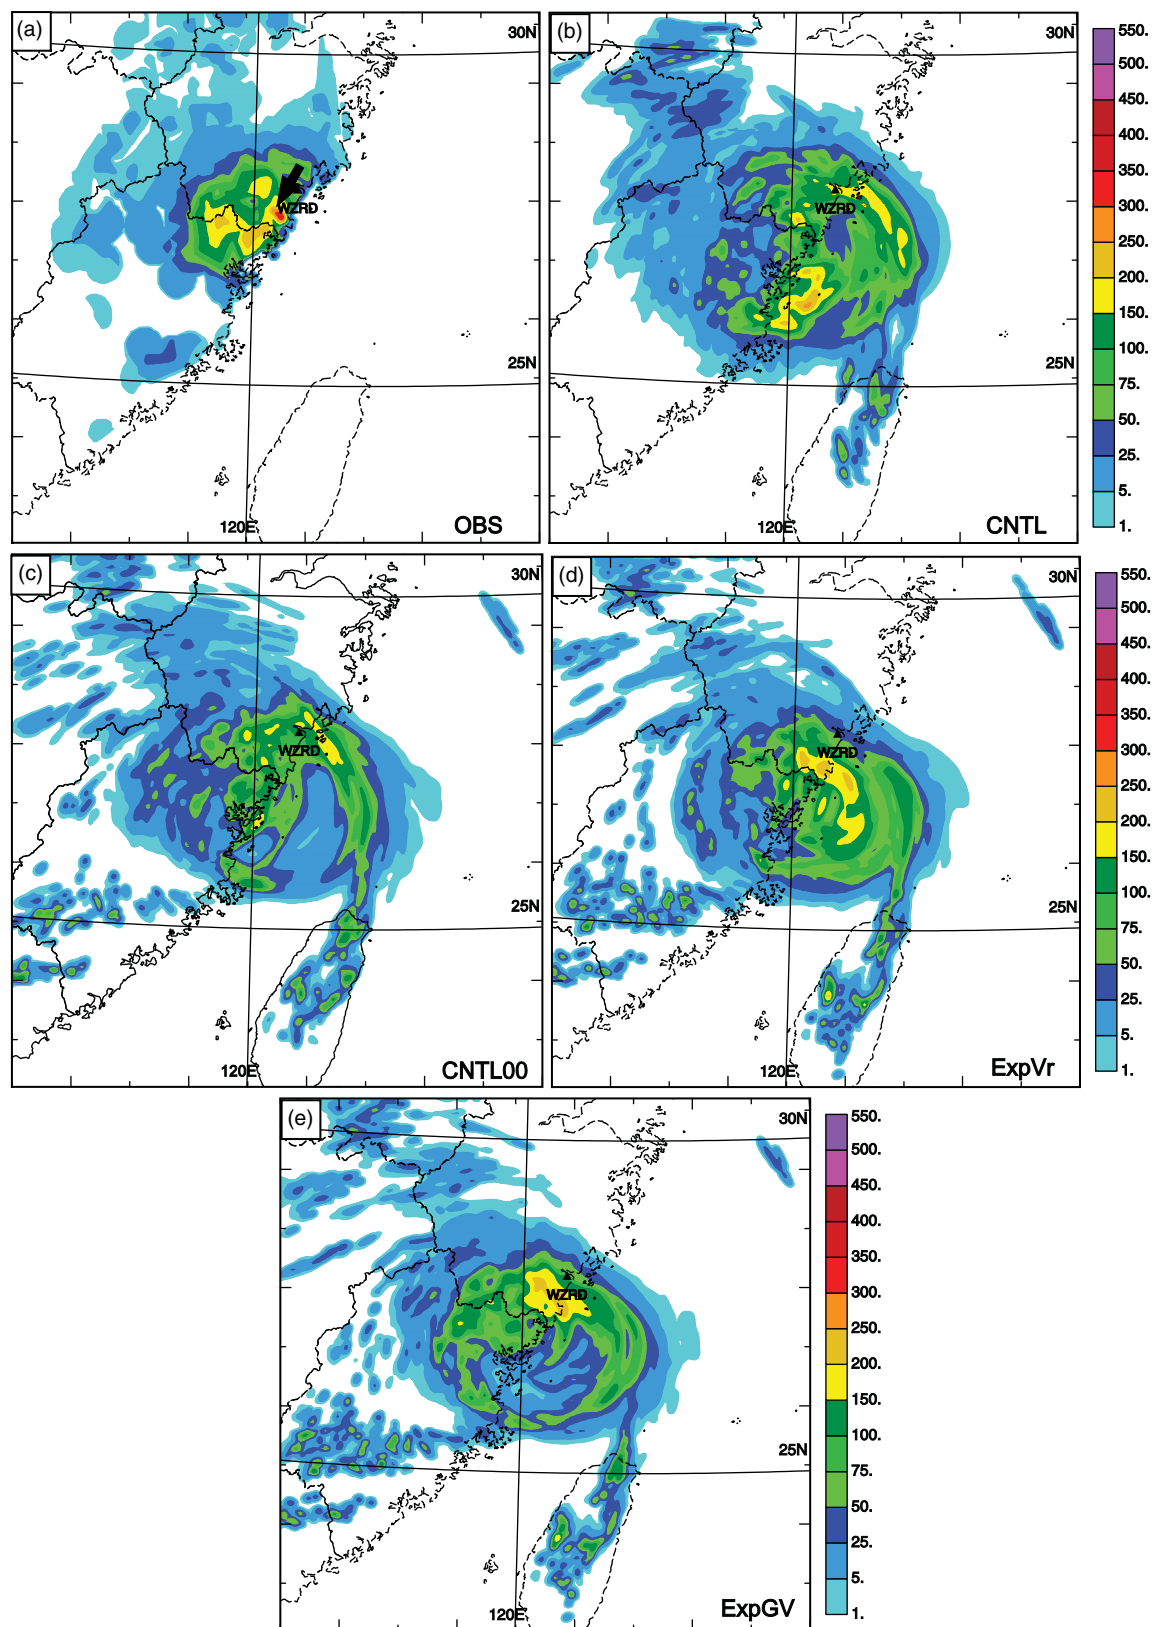 (a)
30N
WZRD
25N
120E
OBS
(b)
30N
WZRD
25N
120E
CNTL
550.
500.
450.
400.
350.
300.
250.
200.
150.
100.
75.
50.
25.
5.
1.
(c)
30N
WZRD
25N
120E
CNTL00
(d)
30N
WZRD
25N
120E
ExpVr
550.
500.
450.
400.
350.
300.
250.
200.
150.
100.
75.
50.
25.
5.
1.
(e)
30N
WZRD
25N
120E
ExpGV
550.
500.
450.
400.
350.
300.
250.
200.
150.
100.
75.
50.
25.
5.
1.